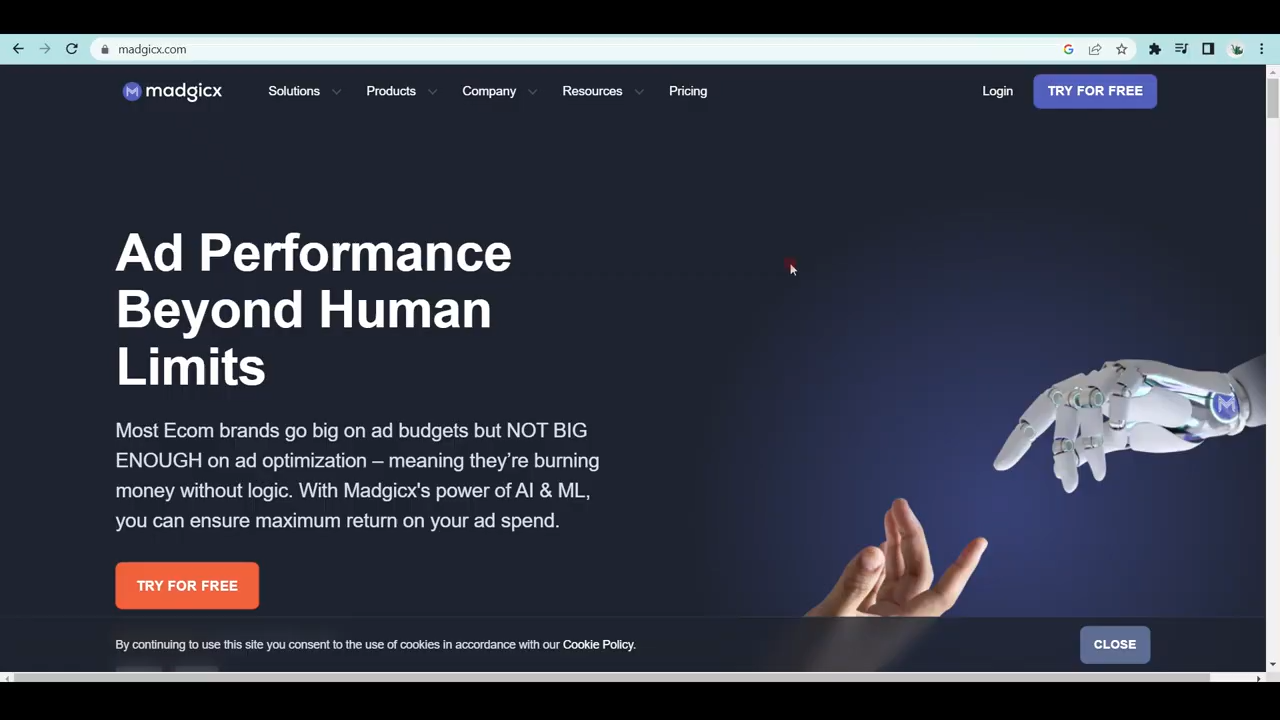 madgicx.com
madgicx
Solutions
Products
Company
Resources
Pricing
Login
TRY FOR FREE
Ad Performance
Beyond Human
Limits
Most Ecom brands go big on ad budgets but NOT BIG
ENOUGH on ad optimization – meaning they’re burning
money without logic. With Madgicx's power of AI & ML,
you can ensure maximum return on your ad spend.
TRY FOR FREE
By continuing to use this site you consent to the use of cookies in accordance with our Cookie Policy.
CLOSE